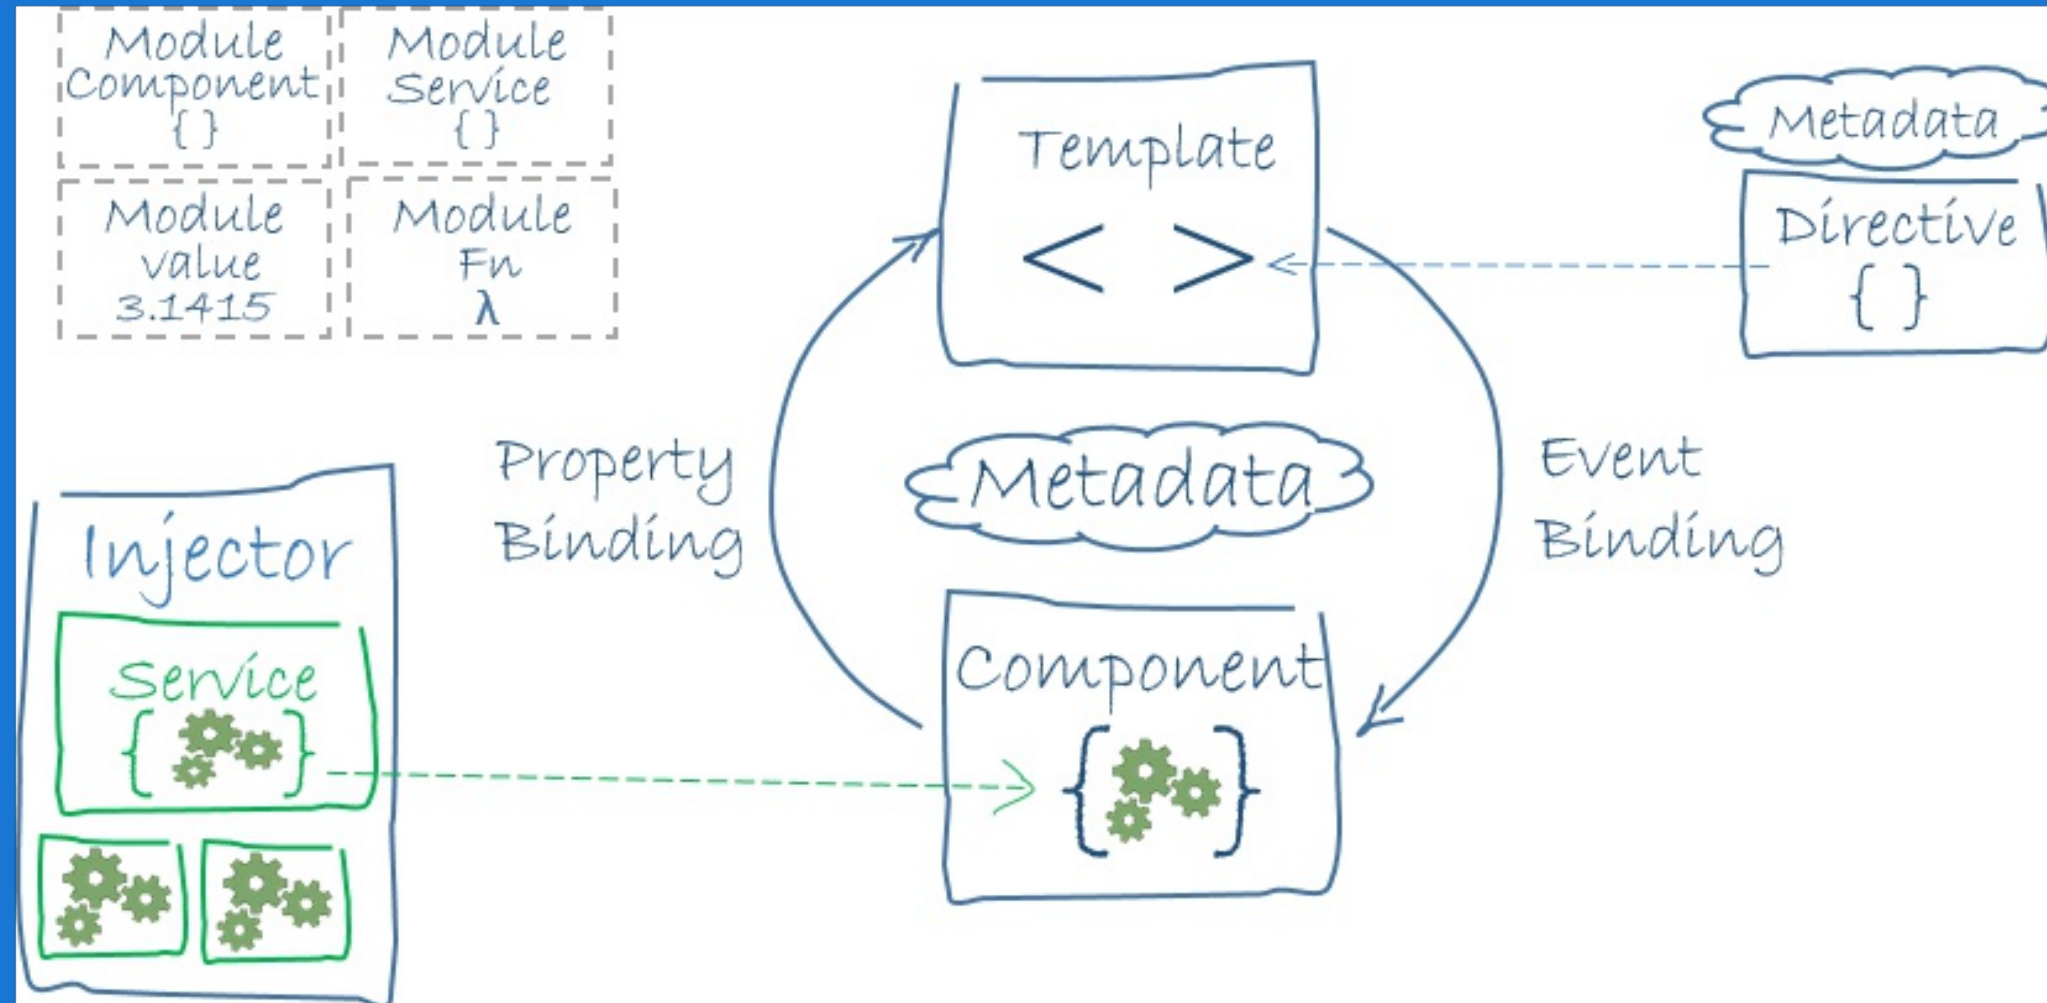 Module
Component
{ }
Module
Service
{ }
Module
value
3.1415
Module
Fn
λ
Template
< >
Metadata
Directive
{ }
Property
Binding
Metadata
Event
Binding
Injector
Service
{ }
Component
{ }